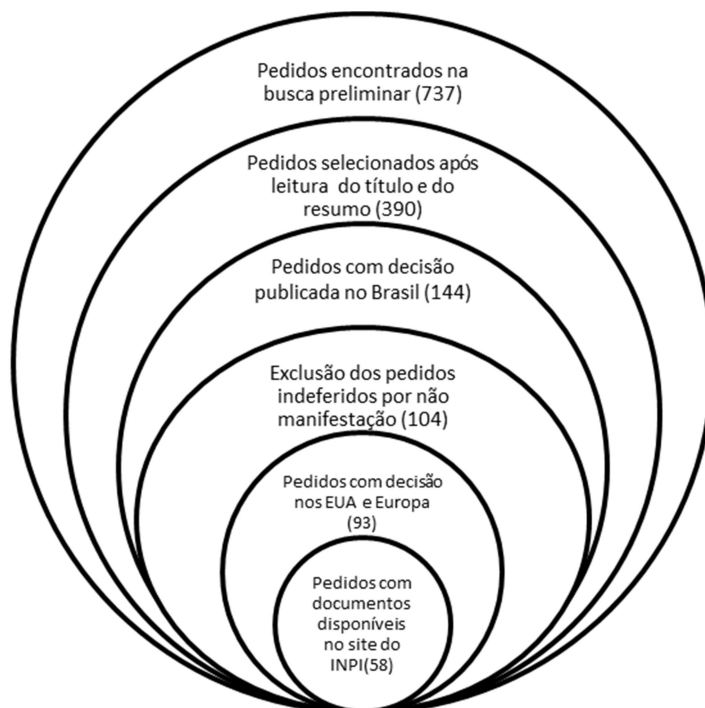 Pedidos encontrados na
busca preliminar (737)
Pedidos selecionados após
leitura do título e do
resumo (390)
Pedidos com decisão
publicada no Brasil (144)
Exclusão dos pedidos
indeferidos por não
manifestação (104)
Pedidos com decisão
nos EUA e Europa
(93)
Pedidos com
documentos
disponíveis
no site do
INPI(58)